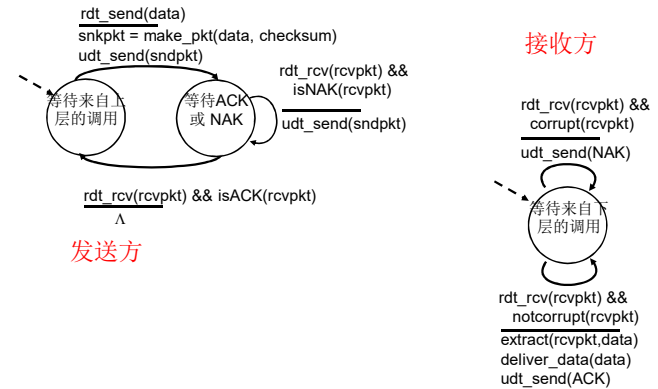 rdt_send(data)
snkpkt = make_pkt(data, checksum)
udt_send(sndpkt)
等待来自上
层的调用
等待ACK
或 NAK
rdt_rcv(rcvpkt) &&
isNAK(rcvpkt)
udt_send(sndpkt)
rdt_rcv(rcvpkt) && isACK(rcvpkt)
Λ
发送方
接收方
rdt_rcv(rcvpkt) &&
corrupt(rcvpkt)
udt_send(NAK)
等待来自下
层的调用
rdt_rcv(rcvpkt) &&
notcorrupt(rcvpkt)
extract(rcvpkt,data)
deliver_data(data)
udt_send(ACK)